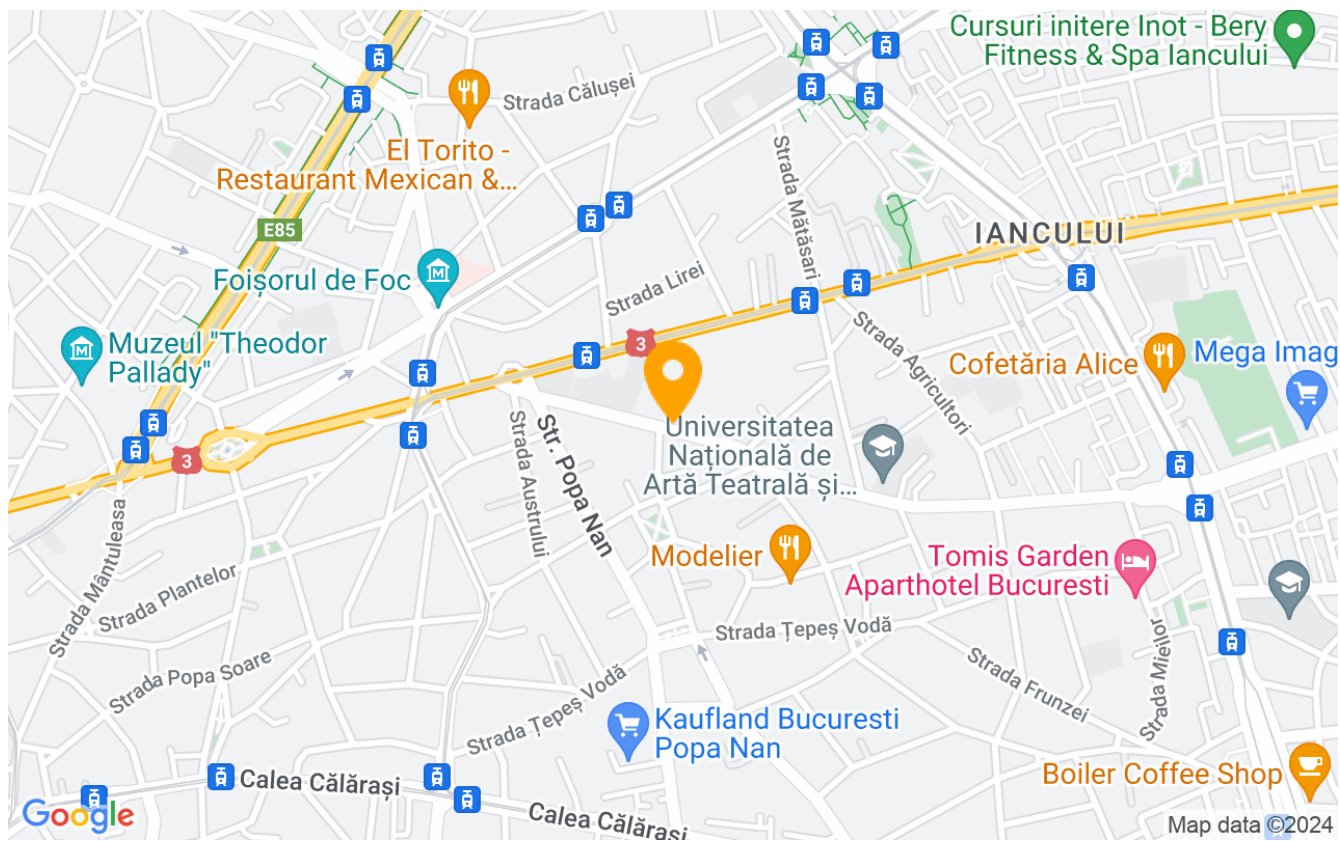 Cursuri initere Inot - Bery
Fitness & Spa Iancului
Strada Călușei
El Torito -
Restaurant Mexican &...
Strada Mătăsari
E85
IANCULUI
Foișorul de Foc
Strada Lirei
3
Muzeul "Theodor
Pallady"
Strada Agricultori
Cofetăria Alice
Mega Imag
3
Strada Austrului
Str. Popa Nan
Universitatea
Națională de
Artă Teatrală și...
Strada Mântuleasa
Strada Plantelor
Modelier
Tomis Garden
Aparthotel Bucuresti
Strada Țepeș Vodă
Strada Popa Soare
Strada Frunzei
Strada Mieilor
Strada Țepeș Vodă
Kaufland Bucuresti
Popa Nan
Calea Călărași
Boiler Coffee Shop
Calea Călărași
Google
Map data ©2024